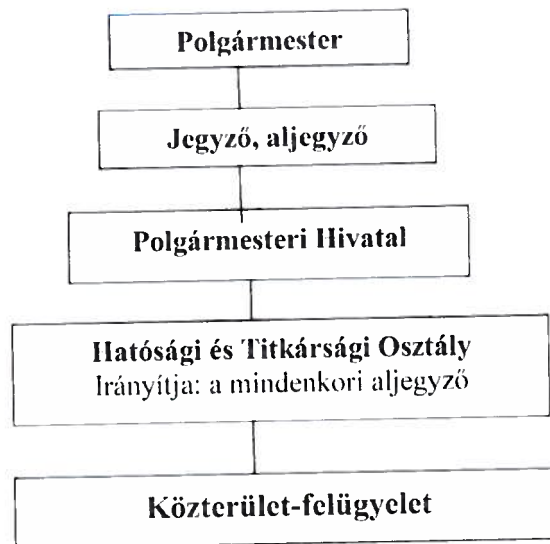 Polgármester
Jegyző, aljegyző
Polgármesteri Hivatal
Hatósági és Titkársági Osztály
Irányítja: a mindenkori aljegyző
Közterület-felügyelet